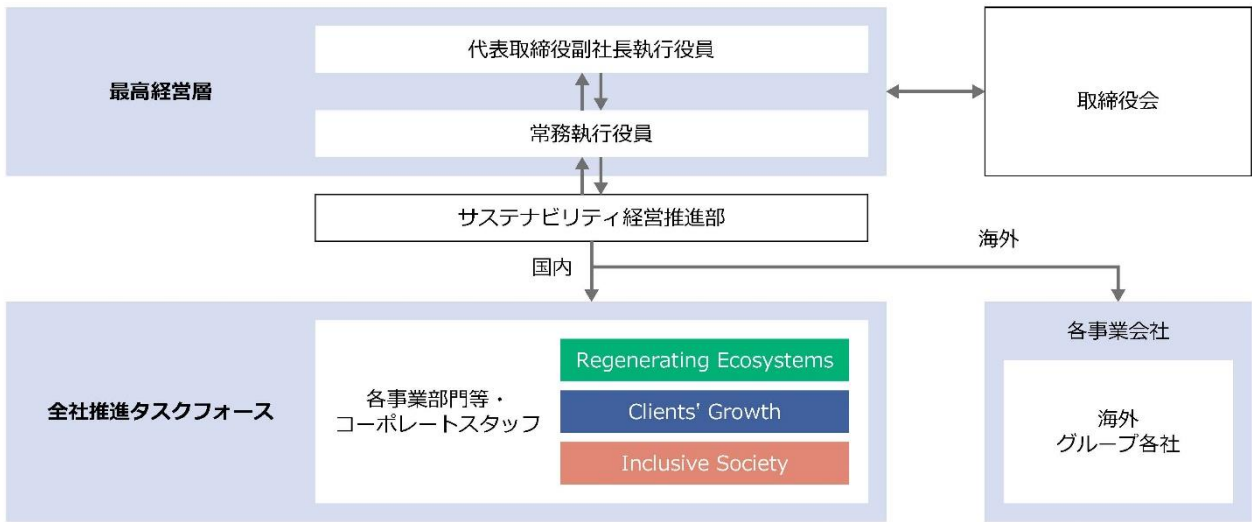 代表取締役副社長執行役員
最高経営層
常務執行役員
取締役会
サステナビリティ経営推進部
国内
海外
全社推進タスクフォース
各事業部門等・
コーポレートスタッフ
Regenerating Ecosystems
Clients' Growth
Inclusive Society
各事業会社
海外
グループ各社